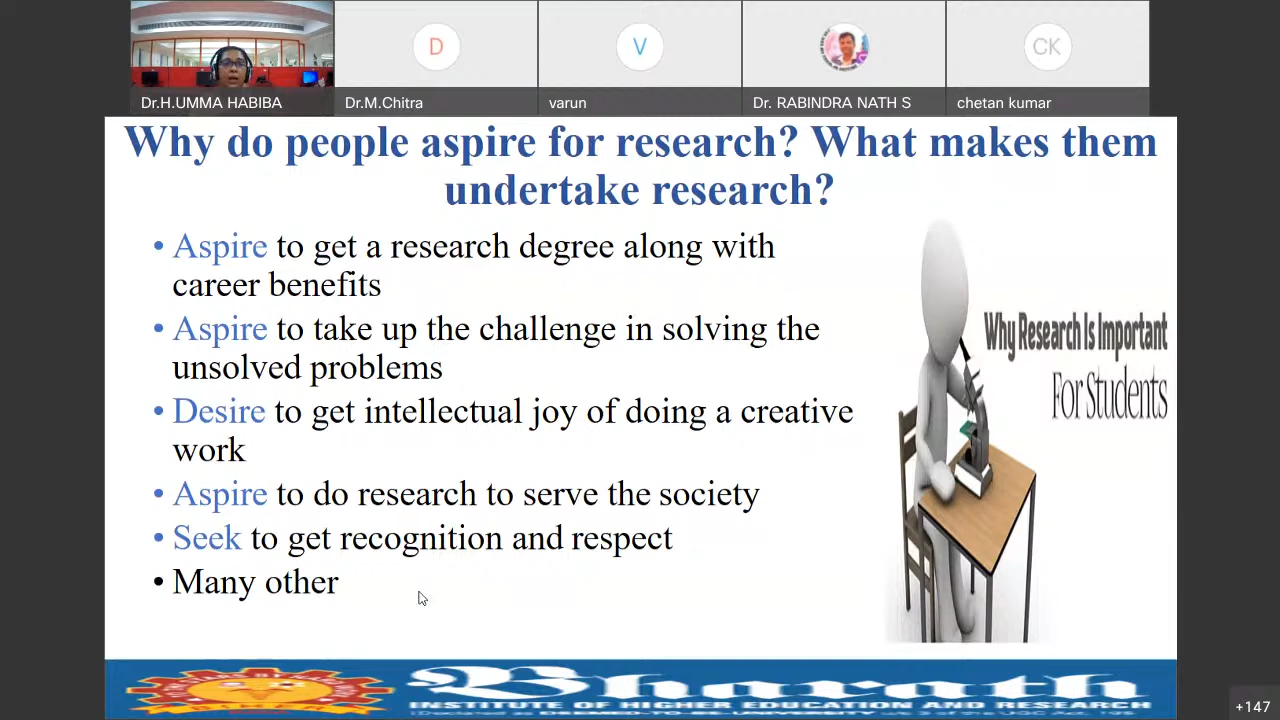 D
V
CK
Dr.H.UMMA HABIBA
Dr.M.Chitra
varun
Dr. RABINDRA NATH S
chetan kumar
Why do people aspire for research? What makes them
undertake research?
• Aspire to get a research degree along with
career benefits
• Aspire to take up the challenge in solving the
unsolved problems
• Desire to get intellectual joy of doing a creative
work
• Aspire to do research to serve the society
• Seek to get recognition and respect
• Many other
Why Research Is Important
For Students
Bharath
INSTITUTE OF HIGHER EDUCATION AND RESEARCH
+147